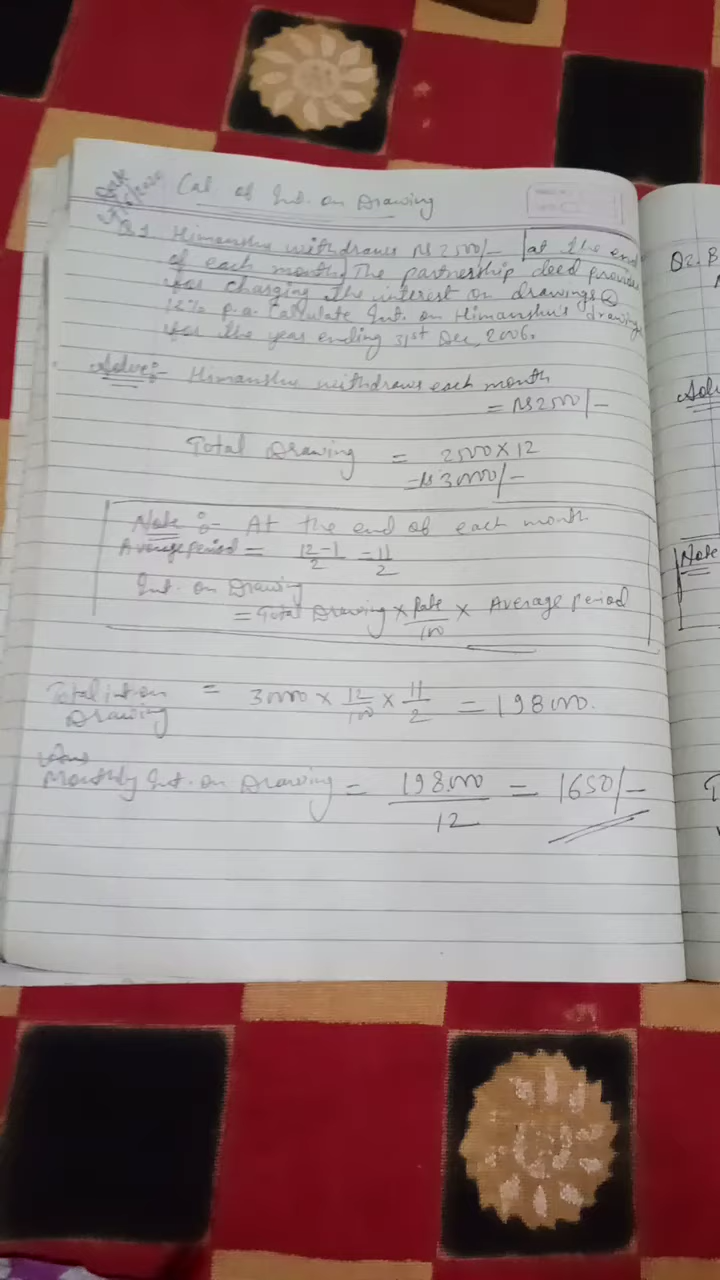 Cal of Int. on Drawing
Q.1 Himanshu withdraws Rs 2500/- at the end
of each month. The partnership deed provides
for charging the interest on drawings @
12% p.a. Calculate Int. on Himanshu's drawings
for the year ending 31st Dec, 2006.
Solve:- Himanshu withdraws each month
= Rs 2500/-
Total Drawing = 2500 × 12
= Rs 30000/-
Note :- At the end of each month
Average period = 12-1/2 = 11/2
Int. on Drawing
= Total Drawing × Rate/100 × Average period
Total int on Drawing = 30000 × 12/100 × 11/2 = 19800.
Monthly Int. on Drawing = 19800/12 = 1650/-
Q2. B
Solu
Note
T